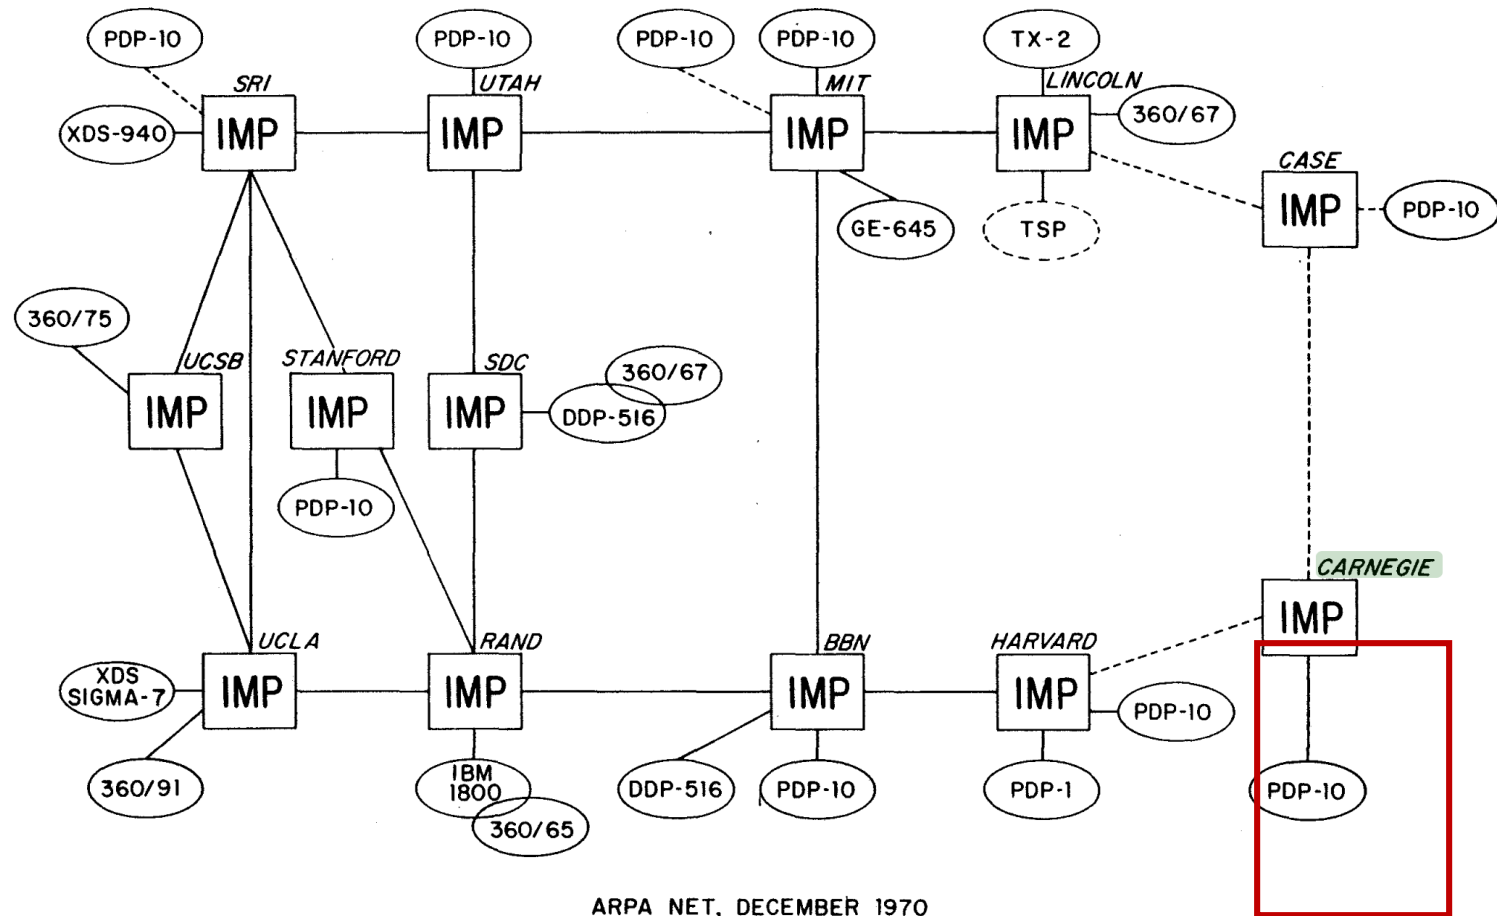 PDP-10
PDP-10
PDP-10
PDP-10
TX-2
SRI
UTAH
MIT
LINCOLN
XDS-940
IMP
IMP
IMP
IMP
360/67
CASE
IMP
PDP-10
GE-645
TSP
360/75
UCSB
STANFORD
SDC
360/67
IMP
IMP
IMP
DDP-516
PDP-10
CARNEGIE
IMP
UCLA
RAND
BBN
HARVARD
XDS
SIGMA-7
IMP
IMP
IMP
IMP
PDP-10
360/91
IBM
1800
360/65
DDP-516
PDP-10
PDP-1
PDP-10
ARPA NET, DECEMBER 1970